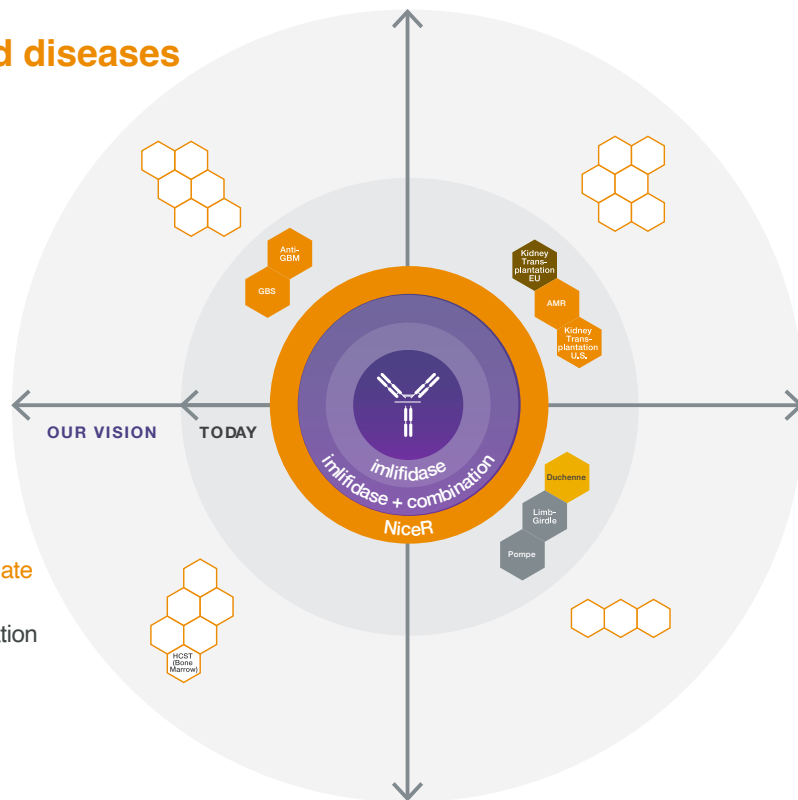 d diseases
Anti-
GBM
GBS
Kidney
Trans-
plantation
EU
AMR
Kidney
Trans-
plantation
U.S.
OUR VISION
TODAY
imlifidase
imlifidase + combination
NiceR
Duchenne
Limb-
Girdle
Pompe
ate
tion
HCST
(Bone
Marrow)